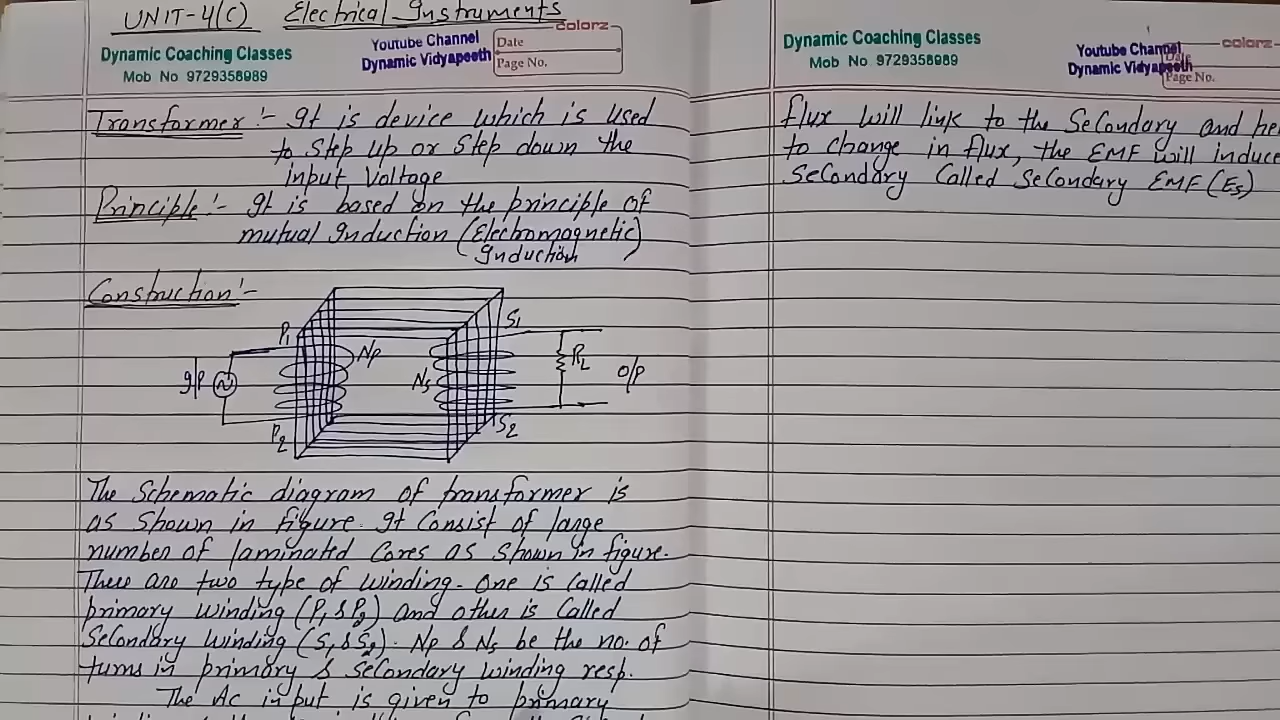 UNIT-4(C) Electrical Instruments
Dynamic Coaching Classes
Mob No 9729358989
Youtube Channel
Dynamic Vidyapeeth
colorz
Date
Page No.
Transformer :- It is device which is used
to Step up or Step down the
input Voltage
Principle :- It is based on the principle of
mutual Induction (Electromagnetic)
Induction
Construction :-
P1
Np
I/P
P2
S1
Ns
RL
O/P
S2
The Schematic diagram of transformer is
as Shown in figure. It Consist of large
number of laminated Cores as Shown in figure.
There are two type of winding. One is Called
primary winding (P1 & P2) and other is Called
Secondary winding (S1 & S2). Np & Ns be the no. of
turns in primary & Secondary winding resp.
The AC input is given to primary
Dynamic Coaching Classes
Mob No 9729358989
Youtube Channel
Dynamic Vidyapeeth
colorz
Date
Page No.
flux will link to the Secondary and
to change in flux, the EMF will induce
Secondary Called Secondary EMF (Es)